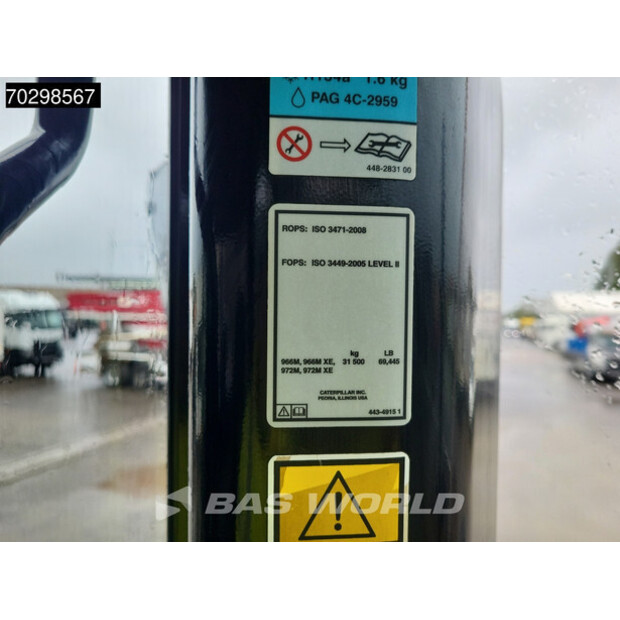 70298567
R134a 1.6 kg
PAG 4C-2959
448-2831 00
ROPS: ISO 3471-2008
FOPS: ISO 3449-2005 LEVEL II
kg LB
966M, 966M XE, 31 500 69,445
972M, 972M XE
CATERPILLAR INC.
PEORIA, ILLINOIS USA
443-4915 1
BAS WORLD